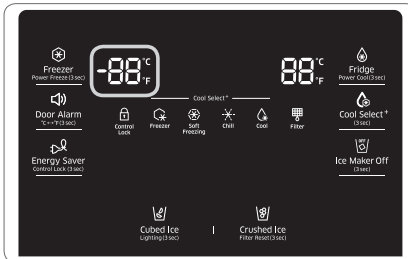 Freezer
Power Freeze (3 sec)
Door Alarm
°C↔°F (3 sec)
Energy Saver
Control Lock (3 sec)
-88 °C °F
88 °C °F
Cool Select+
Control Lock
Freezer
Soft Freezing
Chill
Cool
Filter
Fridge
Power Cool (3 sec)
Cool Select+
(3 sec)
OFF
Ice Maker Off
(3 sec)
Cubed Ice
Lighting (3 sec)
Crushed Ice
Filter Reset (3 sec)